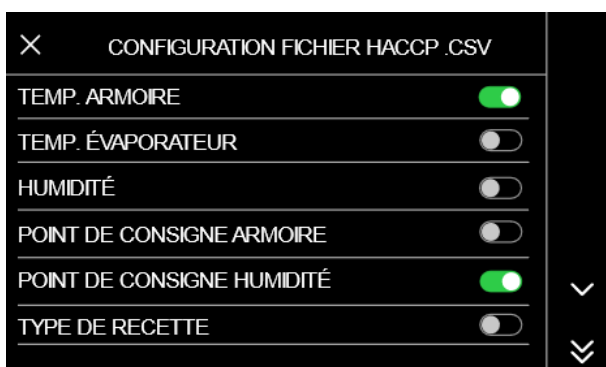 CONFIGURATION FICHIER HACCP .CSV
TEMP. ARMOIRE
TEMP. ÉVAPORATEUR
HUMIDITÉ
POINT DE CONSIGNE ARMOIRE
POINT DE CONSIGNE HUMIDITÉ
TYPE DE RECETTE